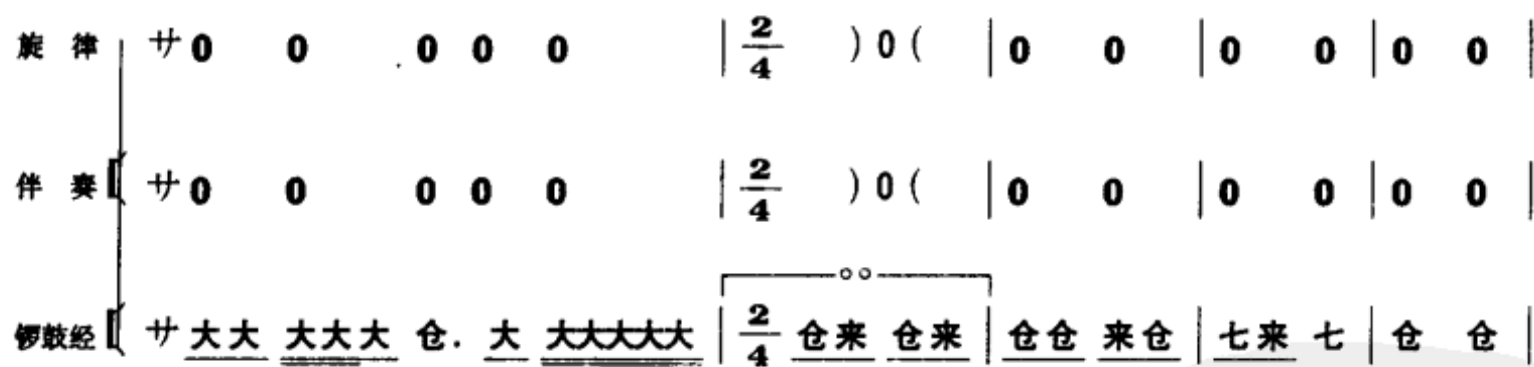 旋 律 サ 0 0 0 0 0 | 2/4 ) 0 ( | 0 0 | 0 0 | 0 0 |
伴 奏 サ 0 0 0 0 0 | 2/4 ) 0 ( | 0 0 | 0 0 | 0 0 |
锣鼓经 サ 大大 大大大 仓. 大 大大大大大 | 2/4 仓来 仓来 | 仓仓 来仓 | 七来 七 | 仓 仓 |